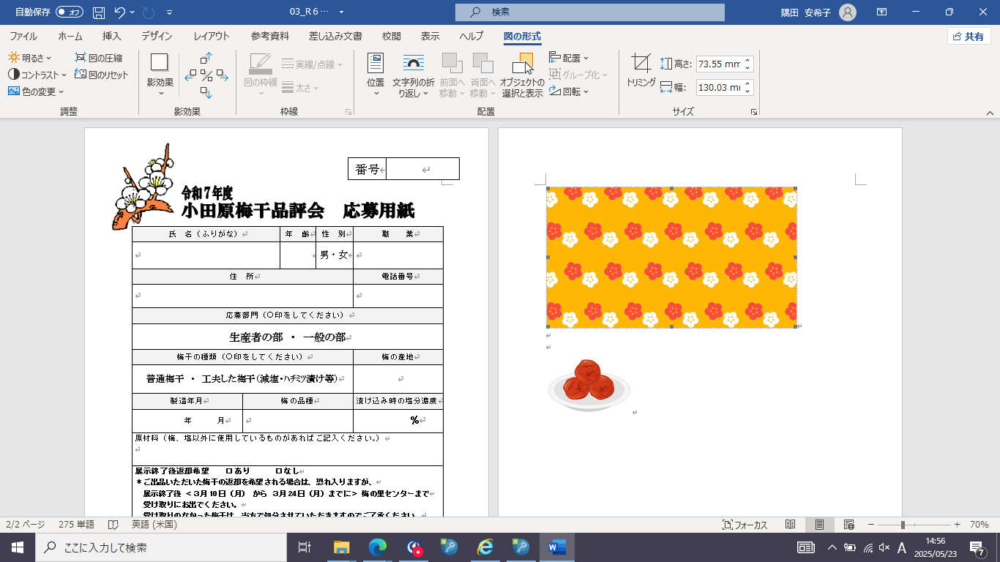 自動保存 オフ 03_R６… 検索 隅田 安希子
ファイル ホーム 挿入 デザイン レイアウト 参考資料 差し込み文書 校閲 表示 ヘルプ 図の形式 共有
明るさ 図の圧縮
コントラスト 図のリセット
色の変更
影効果
図の枠線 実線/点線
太さ
位置 文字列の折り返し 前面へ移動 背面へ移動 オブジェクトの選択と表示
配置
グループ化
回転
トリミング 高さ: 73.55 mm
幅: 130.03 mm
調整 影効果 枠線 配置 サイズ
番号
令和７年度
小田原梅干品評会　応募用紙
氏　名（ふりがな） 年　齢 性　別 職　　業
男・女
住　所 電話番号
応募部門（〇印をしてください）
生産者の部 ・ 一般の部
梅干の種類（〇印をしてください） 梅の産地
普通梅干 ・ 工夫した梅干（減塩・ﾊﾁﾐﾂ漬け等）
製造年月 梅の品種 漬け込み時の塩分濃度
年　　　月 %
原材料（梅、塩以外に使用しているものがあればご記入ください。）
展示終了後返却希望　　□あり　　　□なし
＊ご出品いただいた梅干の返却を希望される場合は、恐れ入りますが、
展示終了後 ＜３月10日（月） から ３月24日（月）までに＞ 梅の里センターまで
受け取りにお出でください。
受け取りのなかった梅干は、当方で処分させていただきますのでご了承ください。
2/2 ページ 275 単語 英語 (米国) フォーカス 70%
ここに入力して検索 A 14:56
2025/05/23 7